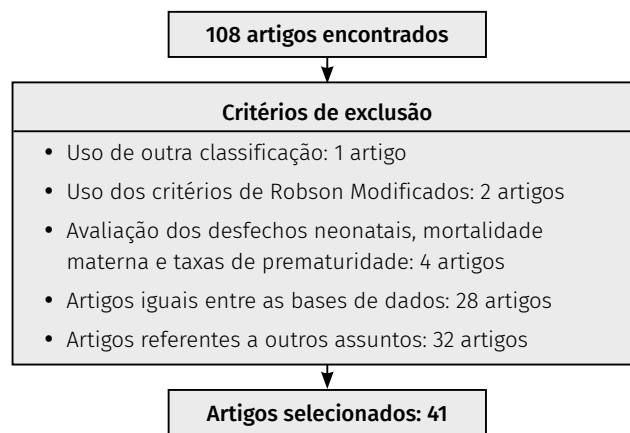 108 artigos encontrados
Critérios de exclusão
• Uso de outra classificação: 1 artigo
• Uso dos critérios de Robson Modificados: 2 artigos
• Avaliação dos desfechos neonatais, mortalidade
materna e taxas de prematuridade: 4 artigos
• Artigos iguais entre as bases de dados: 28 artigos
• Artigos referentes a outros assuntos: 32 artigos
Artigos selecionados: 41